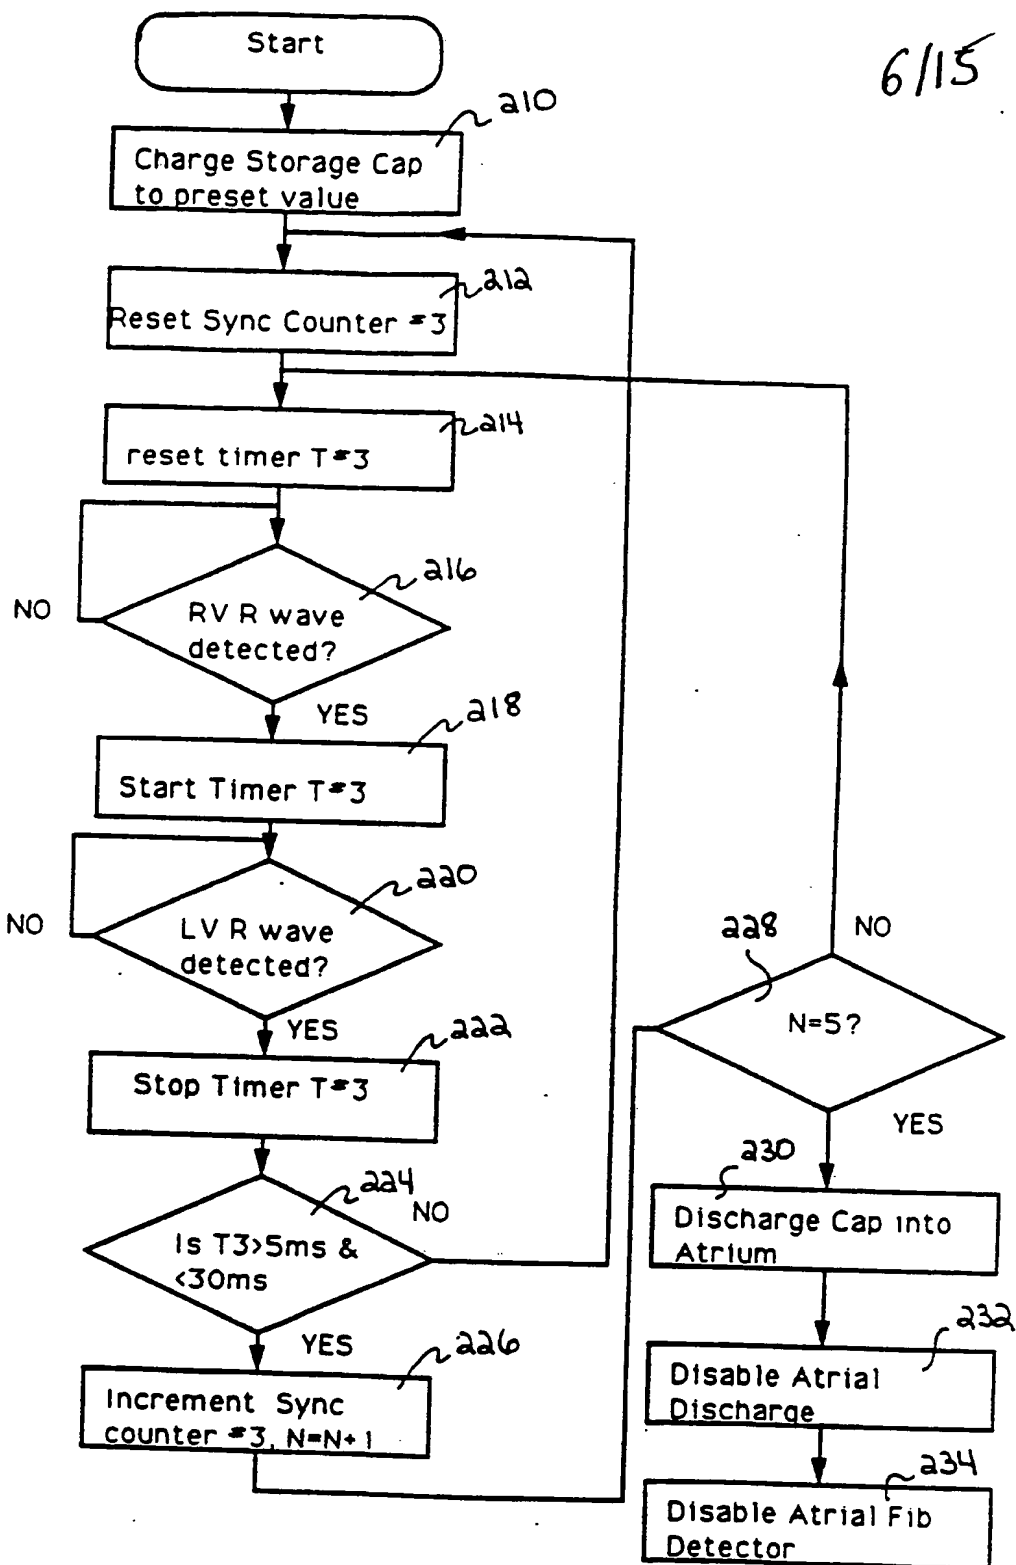 Start
6/15
210
Charge Storage Cap
to preset value
212
Reset Sync Counter #3
214
reset timer T#3
216
NO
RV R wave
detected?
YES
218
Start Timer T#3
220
NO
LV R wave
detected?
YES
222
Stop Timer T#3
224
NO
Is T3>5ms &
<30ms
YES
226
Increment Sync
counter #3, N=N+1
228
NO
N=5?
YES
230
Discharge Cap into
Atrium
232
Disable Atrial
Discharge
234
Disable Atrial Fib
Detector